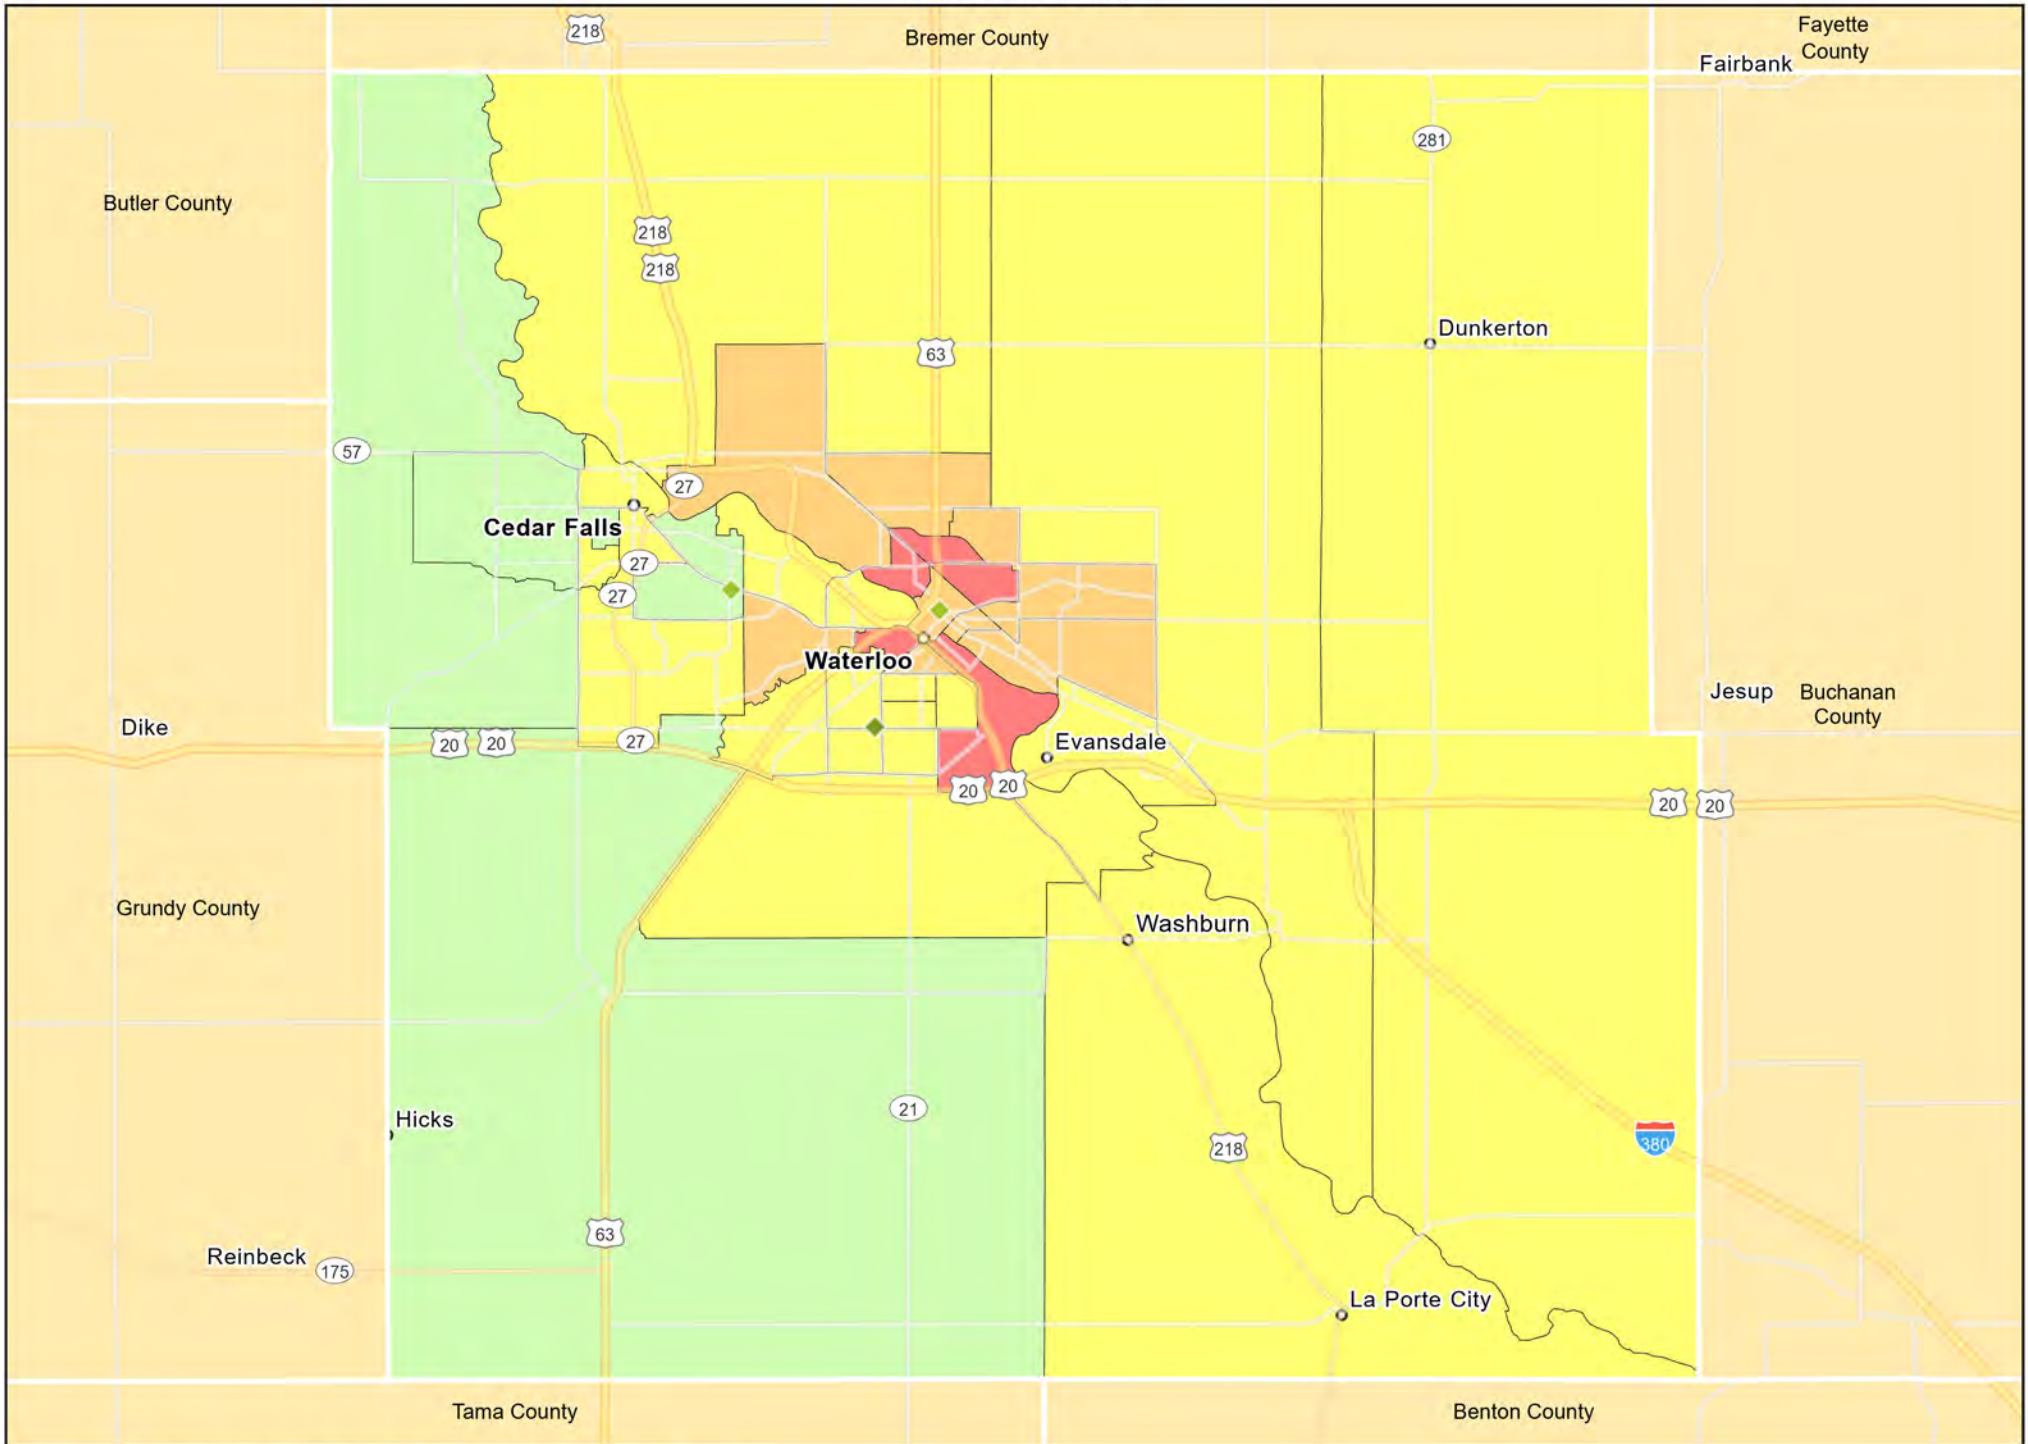 218
Bremer County
Fayette
County
Fairbank
281
Butler County
218
218
Dunkerton
63
57
27
Cedar Falls
27
27
Waterloo
Jesup
Buchanan
County
Dike
20
20
27
Evansdale
20
20
20
20
Grundy County
Washburn
21
Hicks
218
380
63
Reinbeck
175
La Porte City
Tama County
Benton County